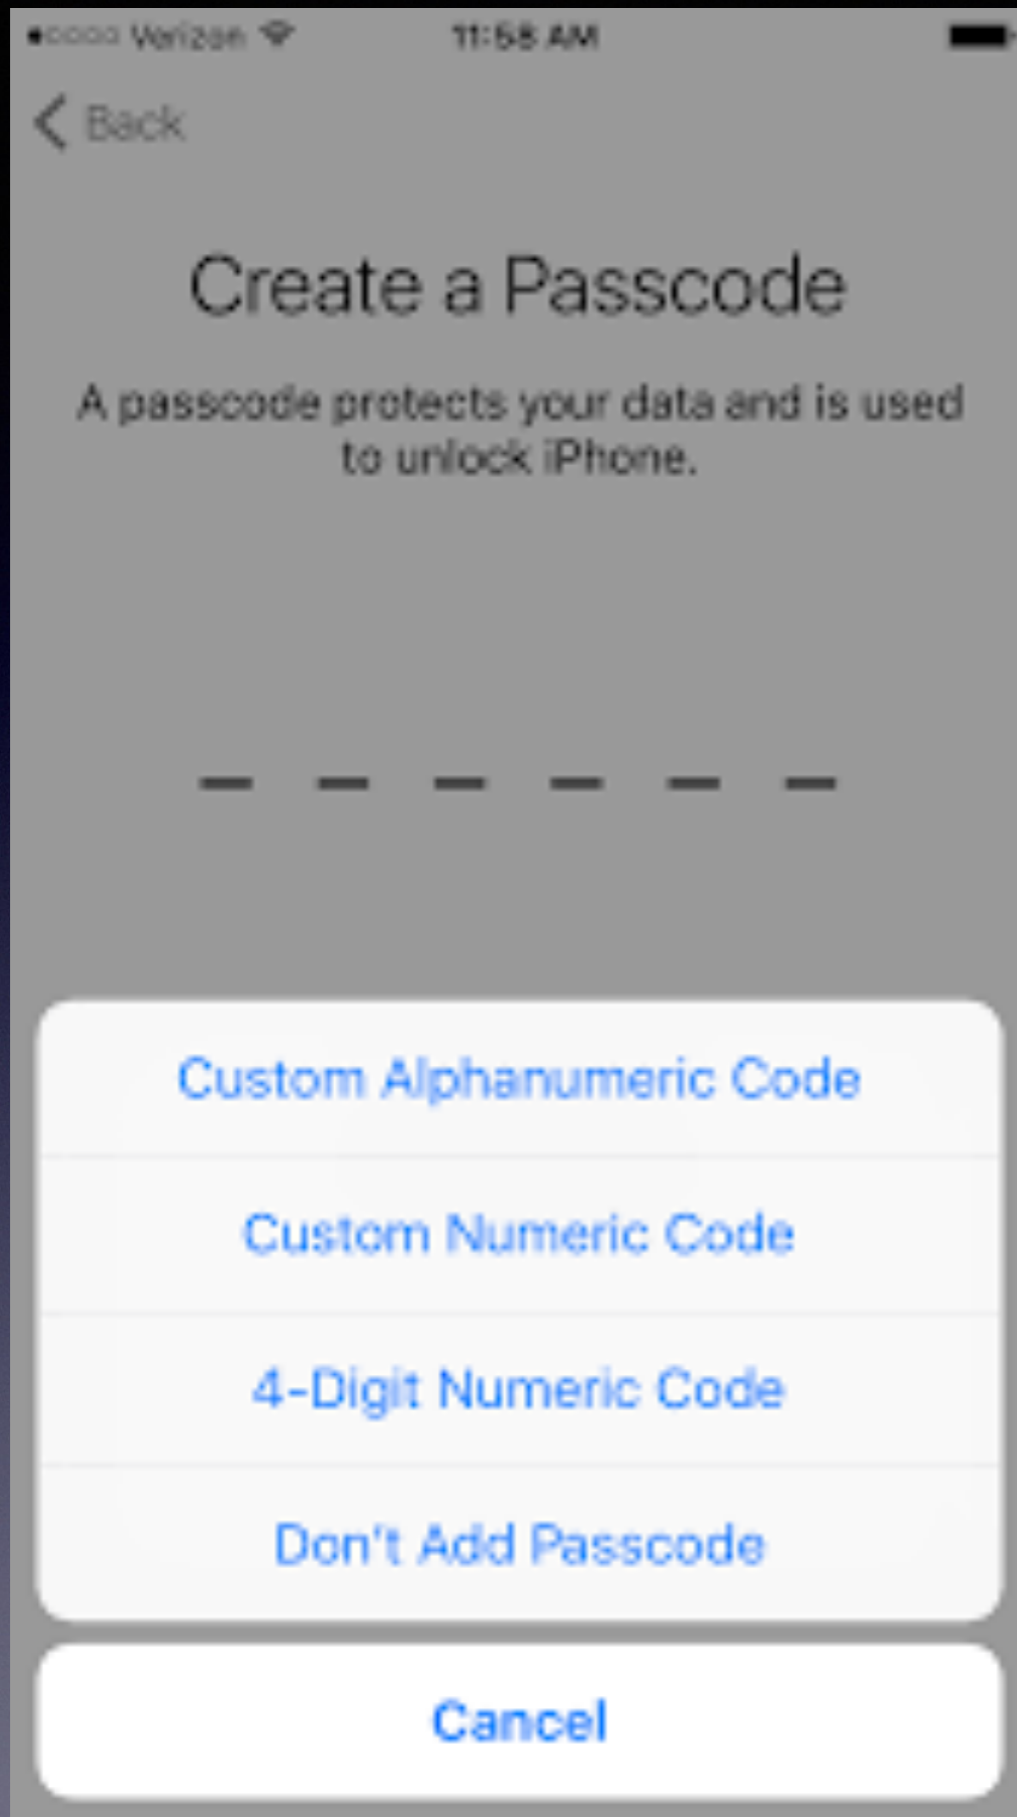 Verizon 11:58 AM
Back
Create a Passcode
A passcode protects your data and is used
to unlock iPhone.
Custom Alphanumeric Code
Custom Numeric Code
4-Digit Numeric Code
Don't Add Passcode
Cancel